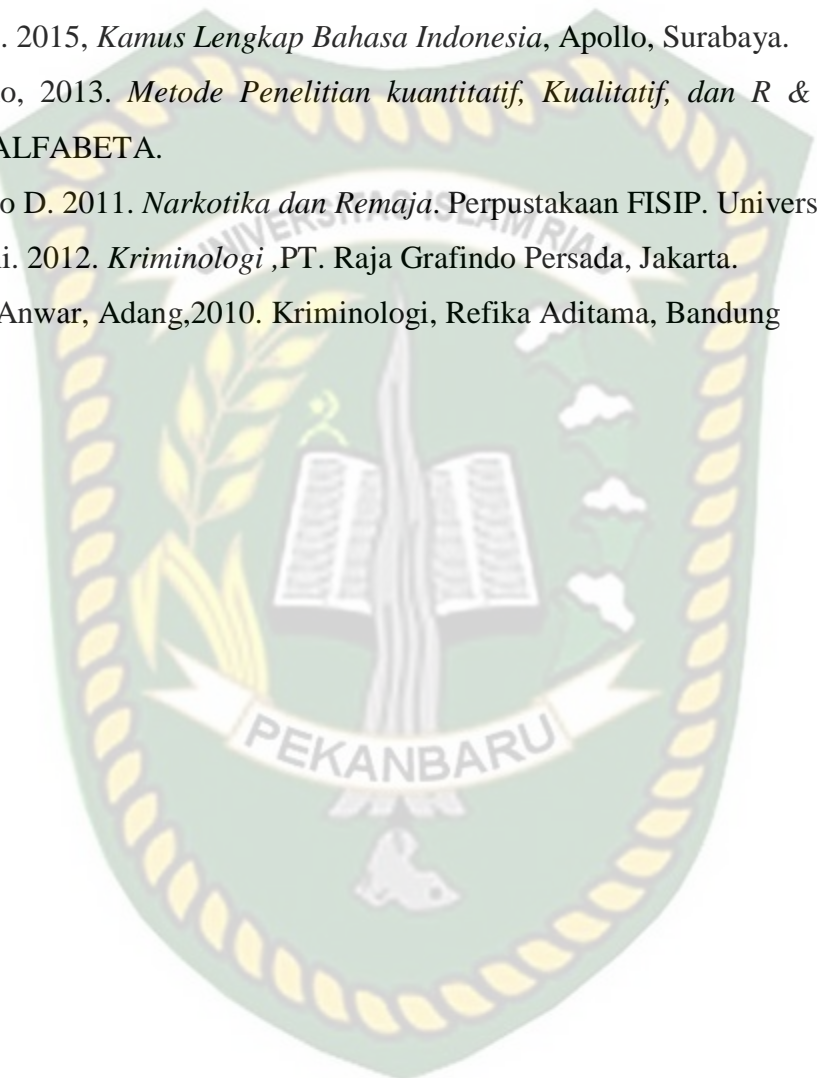 . 2015, Kamus Lengkap Bahasa Indonesia, Apollo, Surabaya.
o, 2013. Metode Penelitian kuantitatif, Kualitatif, dan R &
ALFABETA.
o D. 2011. Narkotika dan Remaja. Perpustakaan FISIP. Univers
i. 2012. Kriminologi ,PT. Raja Grafindo Persada, Jakarta.
Anwar, Adang,2010. Kriminologi, Refika Aditama, Bandung
UNIVERSITAS ISLAM RIAU
PEKANBARU